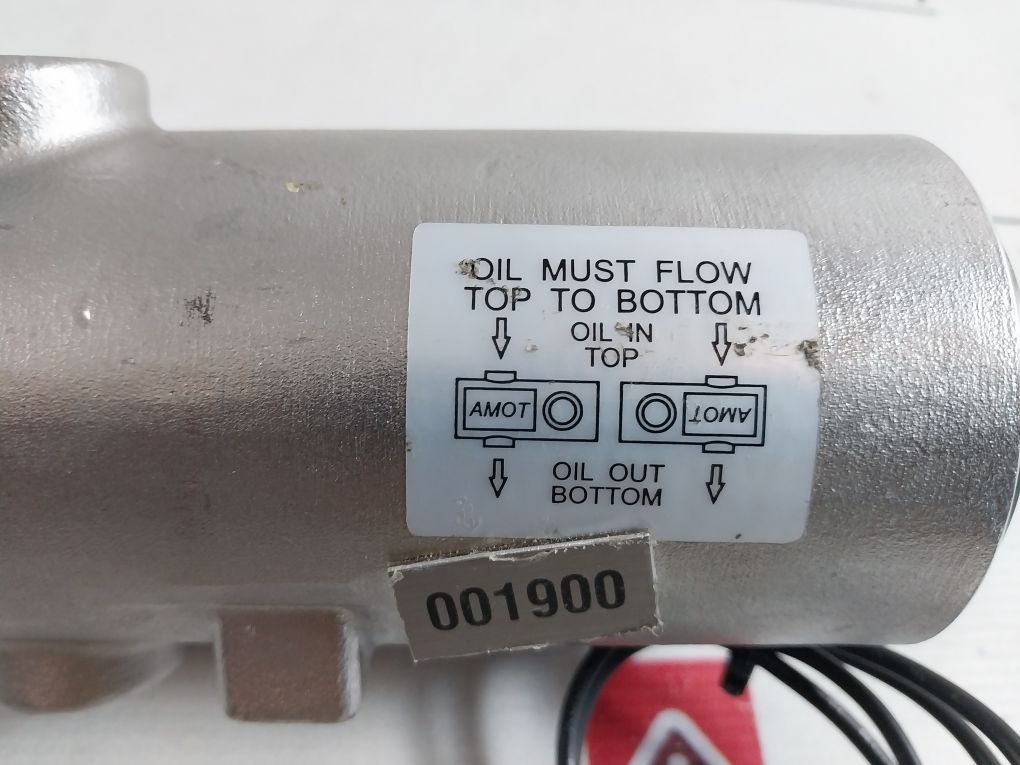 OIL MUST FLOW
TOP TO BOTTOM
OIL IN
TOP
AMOT AMOT
OIL OUT
BOTTOM
001900